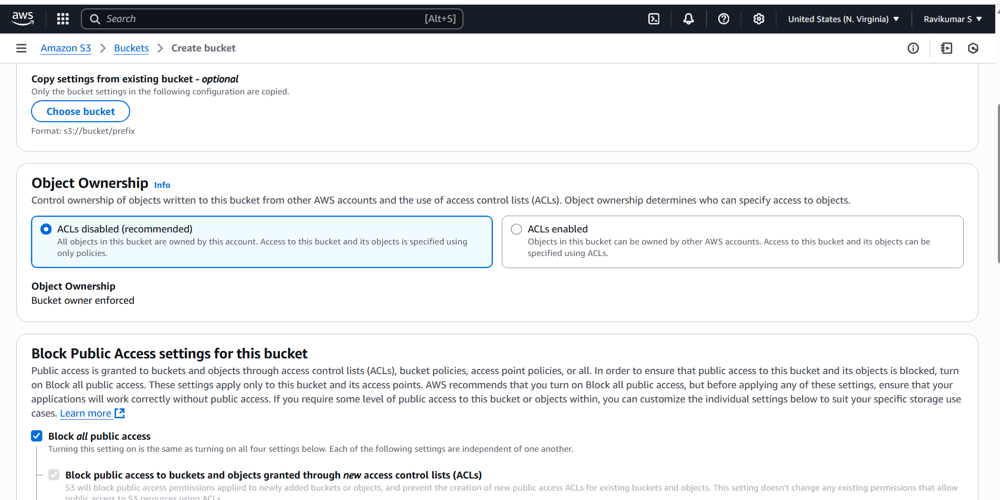 aws
Search
[Alt+S]
United States (N. Virginia)
Ravikumar S
Amazon S3
Buckets
Create bucket
Copy settings from existing bucket - optional
Only the bucket settings in the following configuration are copied.
Choose bucket
Format: s3://bucket/prefix
Object Ownership Info
Control ownership of objects written to this bucket from other AWS accounts and the use of access control lists (ACLs). Object ownership determines who can specify access to objects.
ACLs disabled (recommended)
All objects in this bucket are owned by this account. Access to this bucket and its objects is specified using
only policies.
ACLs enabled
Objects in this bucket can be owned by other AWS accounts. Access to this bucket and its objects can be
specified using ACLs.
Object Ownership
Bucket owner enforced
Block Public Access settings for this bucket
Public access is granted to buckets and objects through access control lists (ACLs), bucket policies, access point policies, or all. In order to ensure that public access to this bucket and its objects is blocked, turn
on Block all public access. These settings apply only to this bucket and its access points. AWS recommends that you turn on Block all public access, but before applying any of these settings, ensure that your
applications will work correctly without public access. If you require some level of public access to this bucket or objects within, you can customize the individual settings below to suit your specific storage use
cases. Learn more
Block all public access
Turning this setting on is the same as turning on all four settings below. Each of the following settings are independent of one another.
Block public access to buckets and objects granted through new access control lists (ACLs)
S3 will block public access permissions applied to newly added buckets or objects, and prevent the creation of new public access ACLs for existing buckets and objects. This setting doesn't change any existing permissions that allow
public access to S3 resources using ACLs.